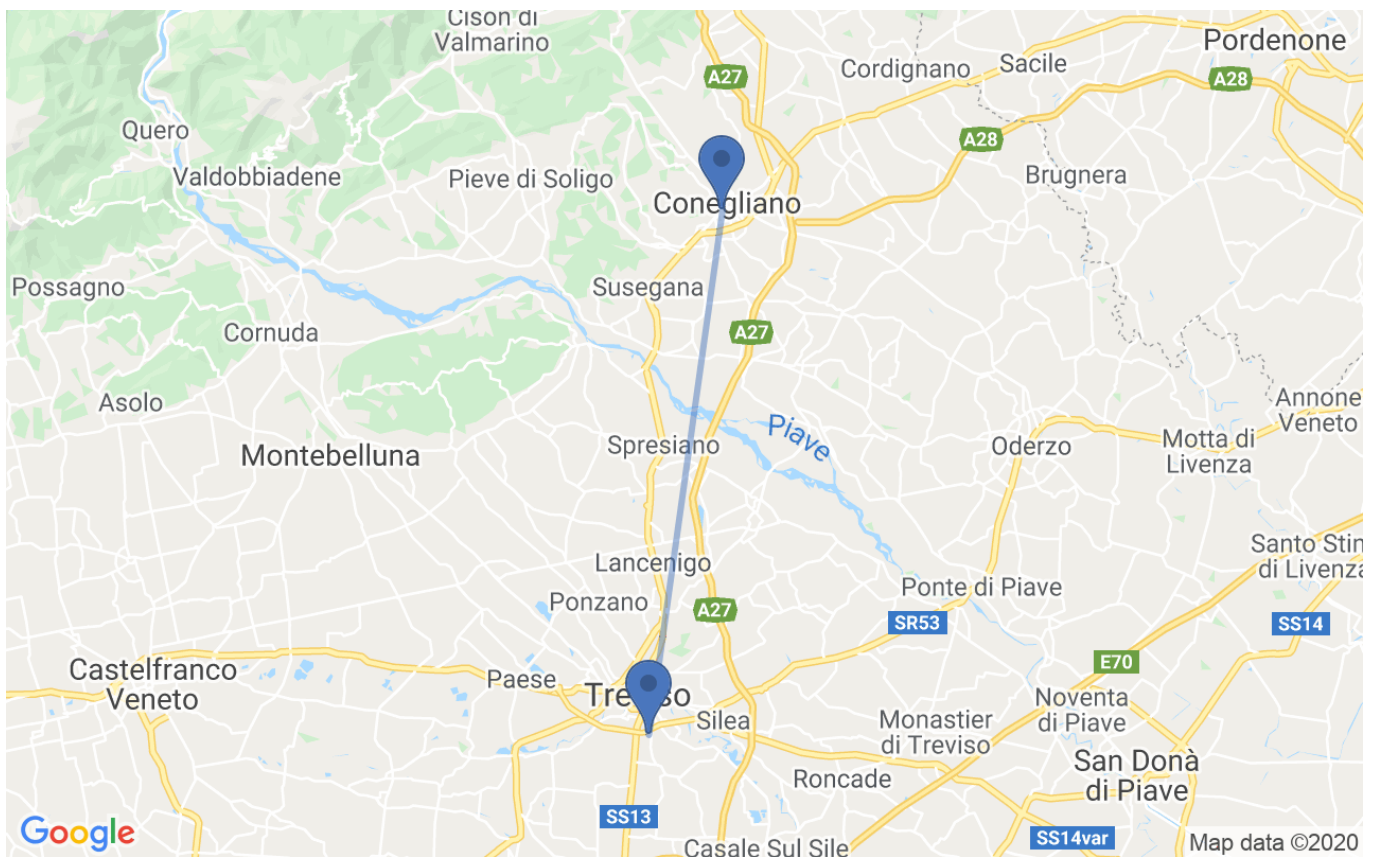 Cison di
Valmarino
Pordenone
A27
Cordignano
Sacile
A28
Quero
A28
Valdobbiadene
Pieve di Soligo
Brugnera
Conegliano
Possagno
Susegana
Cornuda
A27
Asolo
Annone
Veneto
Piave
Montebelluna
Spresiano
Oderzo
Motta di
Livenza
Lancenigo
Santo Stin
di Livenza
Ponzano
Ponte di Piave
A27
SR53
SS14
E70
Castelfranco
Veneto
Paese
Treviso
Silea
Noventa
di Piave
Monastier
di Treviso
Roncade
San Donà
di Piave
SS13
Google
Casale Sul Sile
SS14var
Map data ©2020